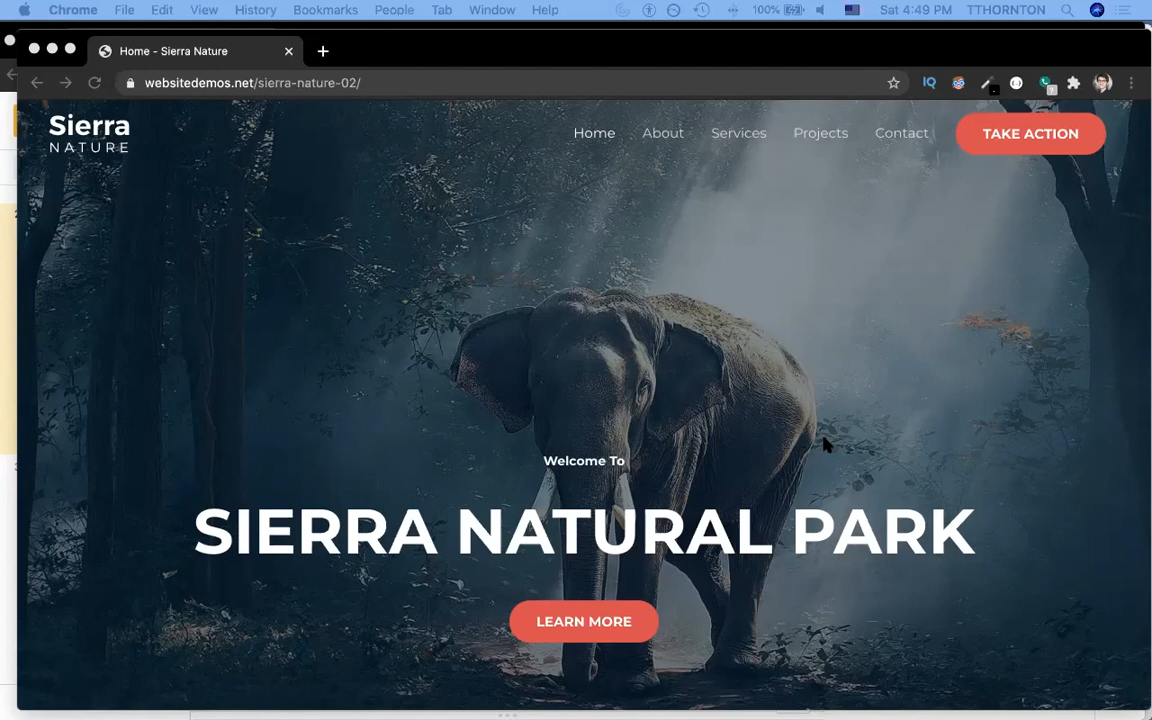 Chrome File Edit View History Bookmarks People Tab Window Help 100% Sat 4:49 PM TTHORNTON
Home - Sierra Nature
websitedemos.net/sierra-nature-02/
IQ
Sierra
NATURE
Home About Services Projects Contact TAKE ACTION
Welcome To
SIERRA NATURAL PARK
LEARN MORE